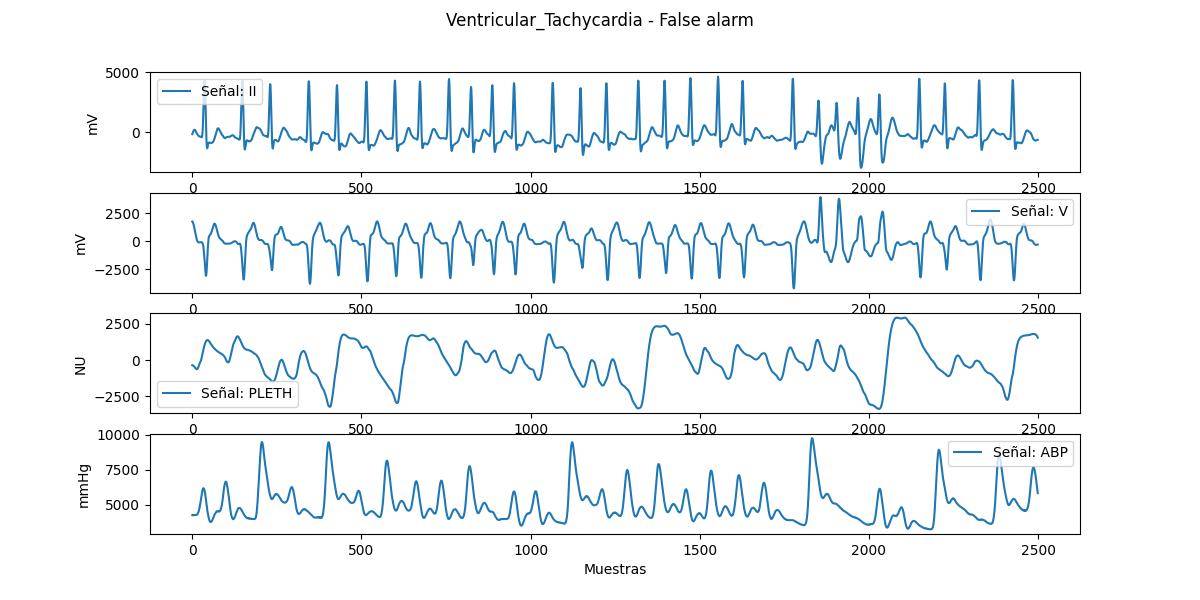 Ventricular_Tachycardia - False alarm
5000
0
mV
Señal: II
0 500 1000 1500 2000 2500
2500
0
−2500
mV
Señal: V
0 500 1000 1500 2000 2500
2500
0
−2500
NU
Señal: PLETH
0 500 1000 1500 2000 2500
10000
7500
5000
mmHg
Señal: ABP
0 500 1000 1500 2000 2500
Muestras